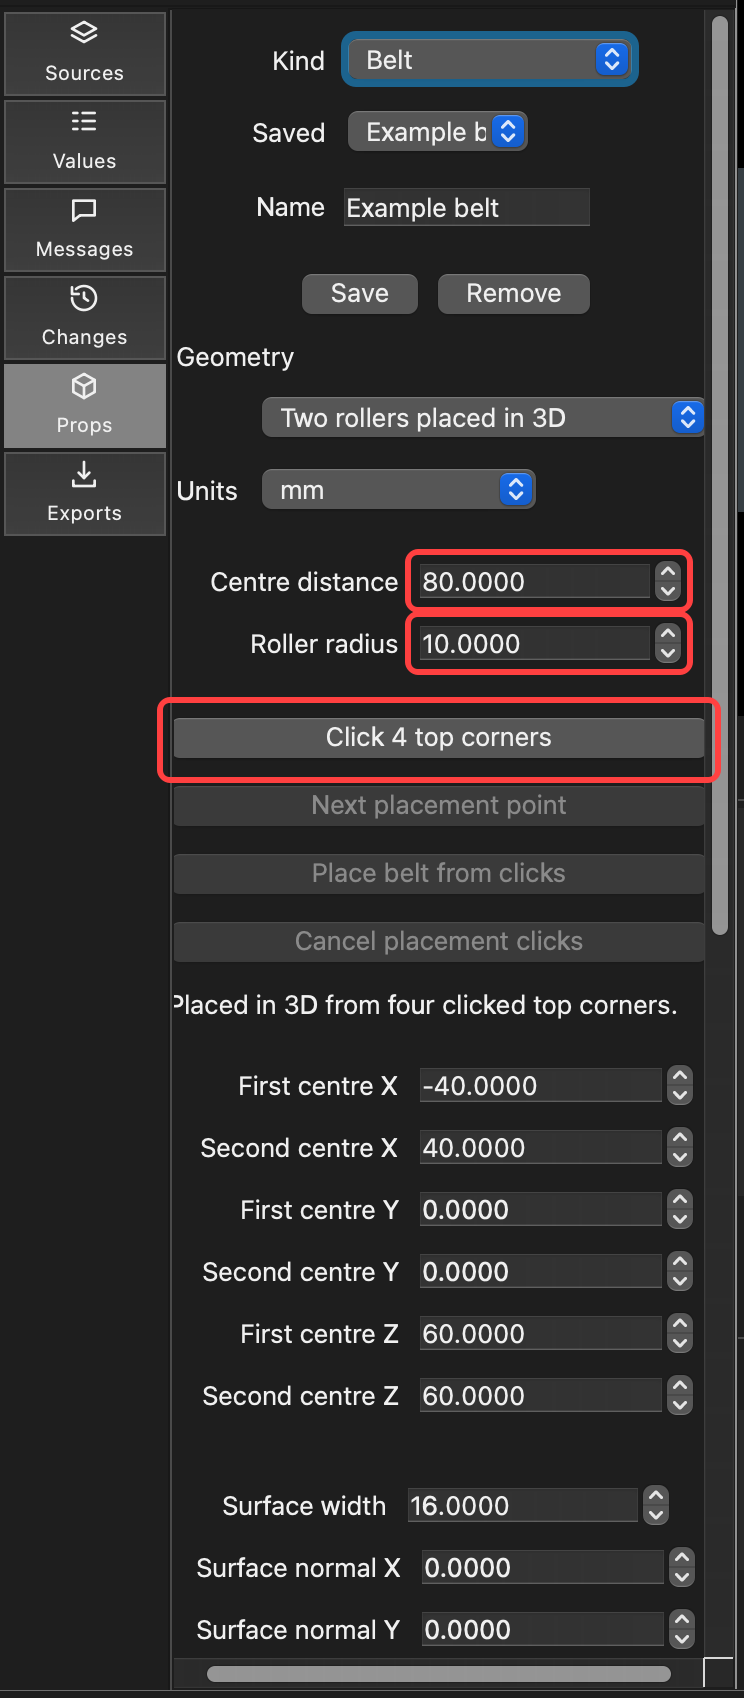 Sources
Values
Messages
Changes
Props
Exports
Kind Belt
Saved Example b
Name Example belt
Save Remove
Geometry
Two rollers placed in 3D
Units mm
Centre distance 80.0000
Roller radius 10.0000
Click 4 top corners
Next placement point
Place belt from clicks
Cancel placement clicks
Placed in 3D from four clicked top corners.
First centre X -40.0000
Second centre X 40.0000
First centre Y 0.0000
Second centre Y 0.0000
First centre Z 60.0000
Second centre Z 60.0000
Surface width 16.0000
Surface normal X 0.0000
Surface normal Y 0.0000